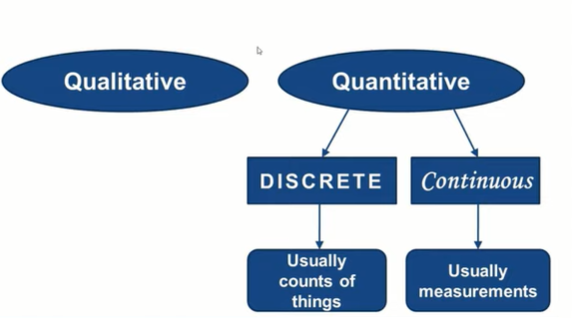 Qualitative
Quantitative
DISCRETE
Continuous
Usually
counts of
things
Usually
measurements